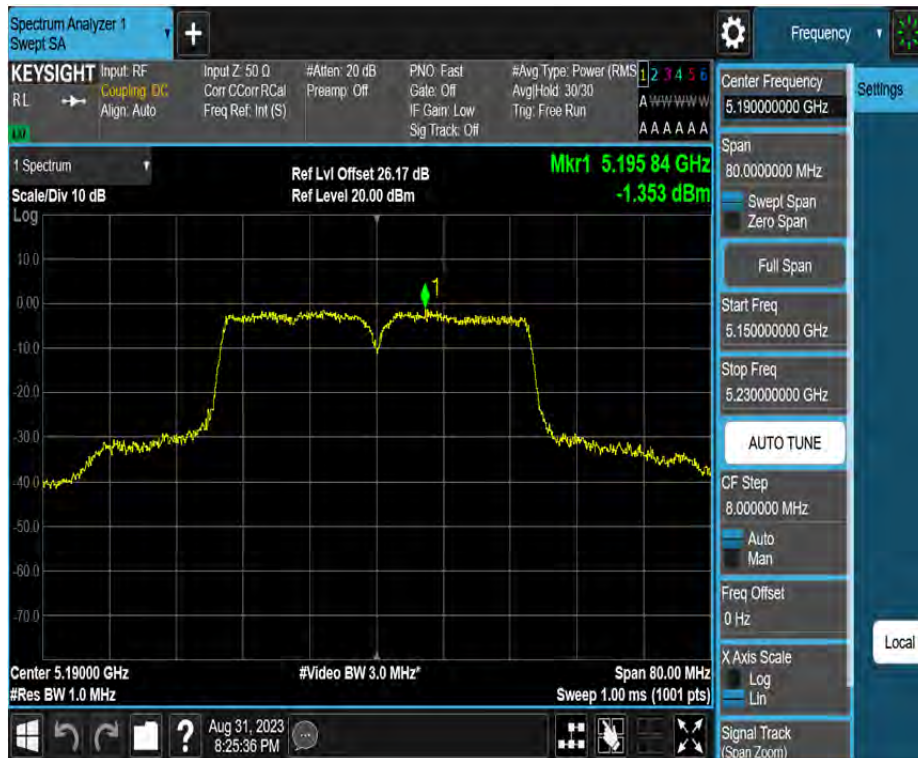 Spectrum Analyzer 1
Swept SA
+
Frequency
KEYSIGHT
RL
Input: RF
Coupling: DC
Align: Auto
Input Z: 50 Ω
Corr CCorr RCal
Freq Ref: Int (S)
#Atten: 20 dB
Preamp: Off
PNO: Fast
Gate: Off
IF Gain: Low
Sig Track: Off
#Avg Type: Power (RMS
Avg|Hold: 30/30
Trig: Free Run
1 2 3 4 5 6
A W W W W W
A A A A A A
1 Spectrum
Scale/Div 10 dB
Log
Ref Lvl Offset 26.17 dB
Ref Level 20.00 dBm
Mkr1 5.195 84 GHz
-1.353 dBm
10.0
0.00
-10.0
-20.0
-30.0
-40.0
-50.0
-60.0
-70.0
1
Center 5.19000 GHz
#Res BW 1.0 MHz
#Video BW 3.0 MHz*
Span 80.00 MHz
Sweep 1.00 ms (1001 pts)
?
Aug 31, 2023
8:25:36 PM
Center Frequency
5.190000000 GHz
Span
80.0000000 MHz
Swept Span
Zero Span
Full Span
Start Freq
5.150000000 GHz
Stop Freq
5.230000000 GHz
AUTO TUNE
CF Step
8.000000 MHz
Auto
Man
Freq Offset
0 Hz
X Axis Scale
Log
Lin
Signal Track
(Span Zoom)
Settings
Local